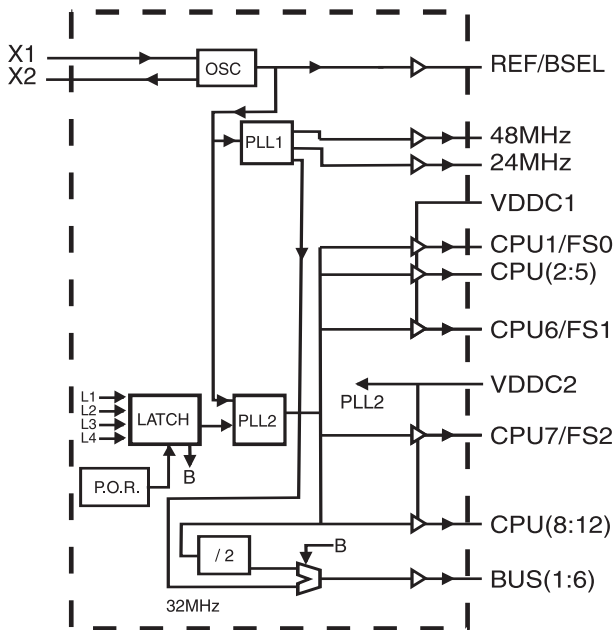 X1
X2
OSC
REF/BSEL
PLL1
48MHz
24MHz
VDDC1
CPU1/FS0
CPU(2:5)
CPU6/FS1
VDDC2
PLL2
L1
L2
L3
L4
LATCH
PLL2
CPU7/FS2
B
P.O.R.
CPU(8:12)
/ 2
B
BUS(1:6)
32MHz